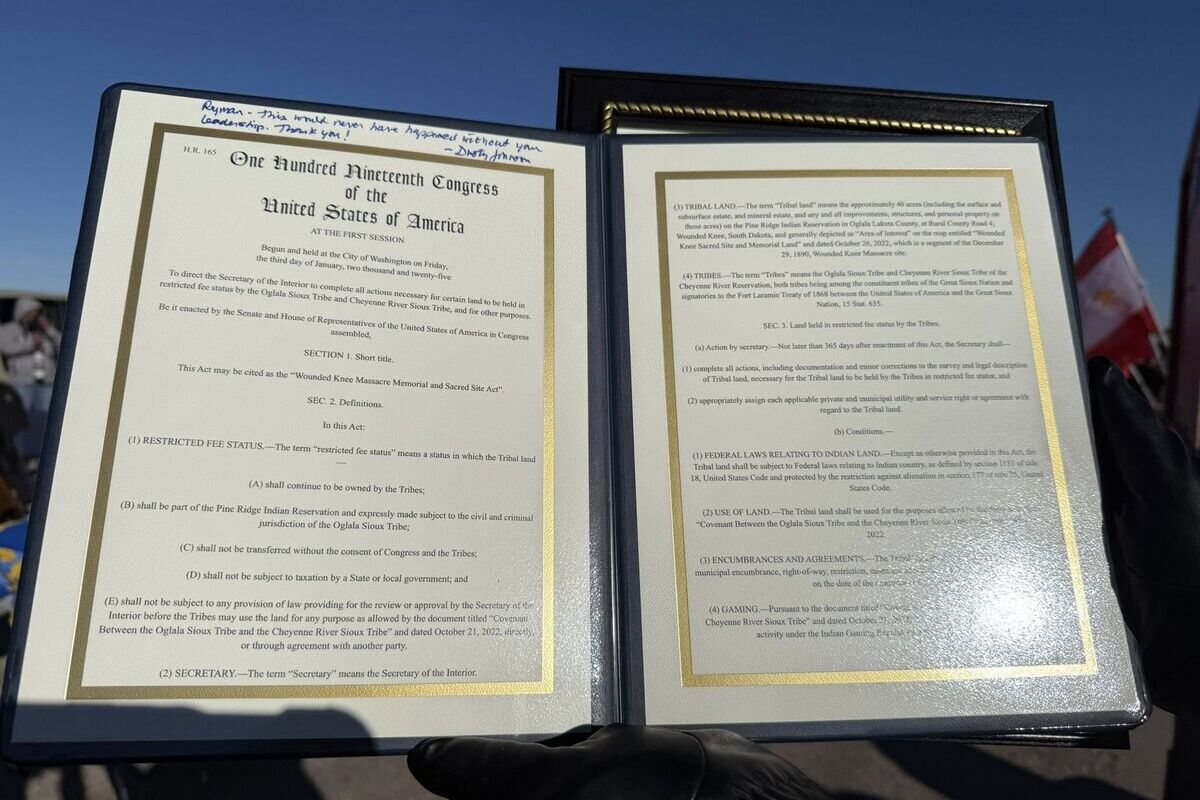 Ryman - this would never have happened without your
leadership. Thank you!
- Dusty Johnson
H.R. 165
One Hundred Nineteenth Congress
of the
United States of America
AT THE FIRST SESSION
Begun and held at the City of Washington on Friday,
the third day of January, two thousand and twenty-five
To direct the Secretary of the Interior to complete all actions necessary for certain land to be held in
restricted fee status by the Oglala Sioux Tribe and Cheyenne River Sioux Tribe, and for other purposes.
Be it enacted by the Senate and House of Representatives of the United States of America in Congress
assembled,
SECTION 1. Short title.
This Act may be cited as the “Wounded Knee Massacre Memorial and Sacred Site Act”.
SEC. 2. Definitions.
In this Act:
(1) RESTRICTED FEE STATUS.—The term “restricted fee status” means a status in which the Tribal land
—
(A) shall continue to be owned by the Tribes;
(B) shall be part of the Pine Ridge Indian Reservation and expressly made subject to the civil and criminal
jurisdiction of the Oglala Sioux Tribe;
(C) shall not be transferred without the consent of Congress and the Tribes;
(D) shall not be subject to taxation by a State or local government; and
(E) shall not be subject to any provision of law providing for the review or approval by the Secretary of the
Interior before the Tribes may use the land for any purpose as allowed by the document titled “Covenant
Between the Oglala Sioux Tribe and the Cheyenne River Sioux Tribe” and dated October 21, 2022, directly,
or through agreement with another party.
(2) SECRETARY.—The term “Secretary” means the Secretary of the Interior.
(3) TRIBAL LAND.—The term “Tribal land” means the approximately 40 acres (including the surface and
subsurface estate, and mineral estate, and any and all improvements, structures, and personal property on
those acres) on the Pine Ridge Indian Reservation in Oglala Lakota County, at Rural County Road 4,
Wounded Knee, South Dakota, and generally depicted as “Area of Interest” on the map entitled “Wounded
Knee Sacred Site and Memorial Land” and dated October 26, 2022, which is a segment of the December
29, 1890, Wounded Knee Massacre site.
(4) TRIBES.—The term “Tribes” means the Oglala Sioux Tribe and Cheyenne River Sioux Tribe of the
Cheyenne River Reservation, both tribes being among the constituent tribes of the Great Sioux Nation and
signatories to the Fort Laramie Treaty of 1868 between the United States of America and the Great Sioux
Nation, 15 Stat. 635.
SEC. 3. Land held in restricted fee status by the Tribes.
(a) Action by secretary.—Not later than 365 days after enactment of this Act, the Secretary shall—
(1) complete all actions, including documentation and minor corrections to the survey and legal description
of Tribal land, necessary for the Tribal land to be held by the Tribes in restricted fee status; and
(2) appropriately assign each applicable private and municipal utility and service right or agreement with
regard to the Tribal land.
(b) Conditions.—
(1) FEDERAL LAWS RELATING TO INDIAN LAND.—Except as otherwise provided in this Act, the
Tribal land shall be subject to Federal laws relating to Indian country, as defined by section 1151 of title
18, United States Code and protected by the restriction against alienation in section 177 of title 25, United
States Code.
(2) USE OF LAND.—The Tribal land shall be used for the purposes allowed by the
“Covenant Between the Oglala Sioux Tribe and the Cheyenne River Sioux
2022.
(3) ENCUMBRANCES AND AGREEMENTS.—The Tribal
municipal encumbrance, right-of-way, restriction,
on the date of the
(4) GAMING.—Pursuant to the document titled
Cheyenne River Sioux Tribe” and dated October 21, 2022,
activity under the Indian Gaming